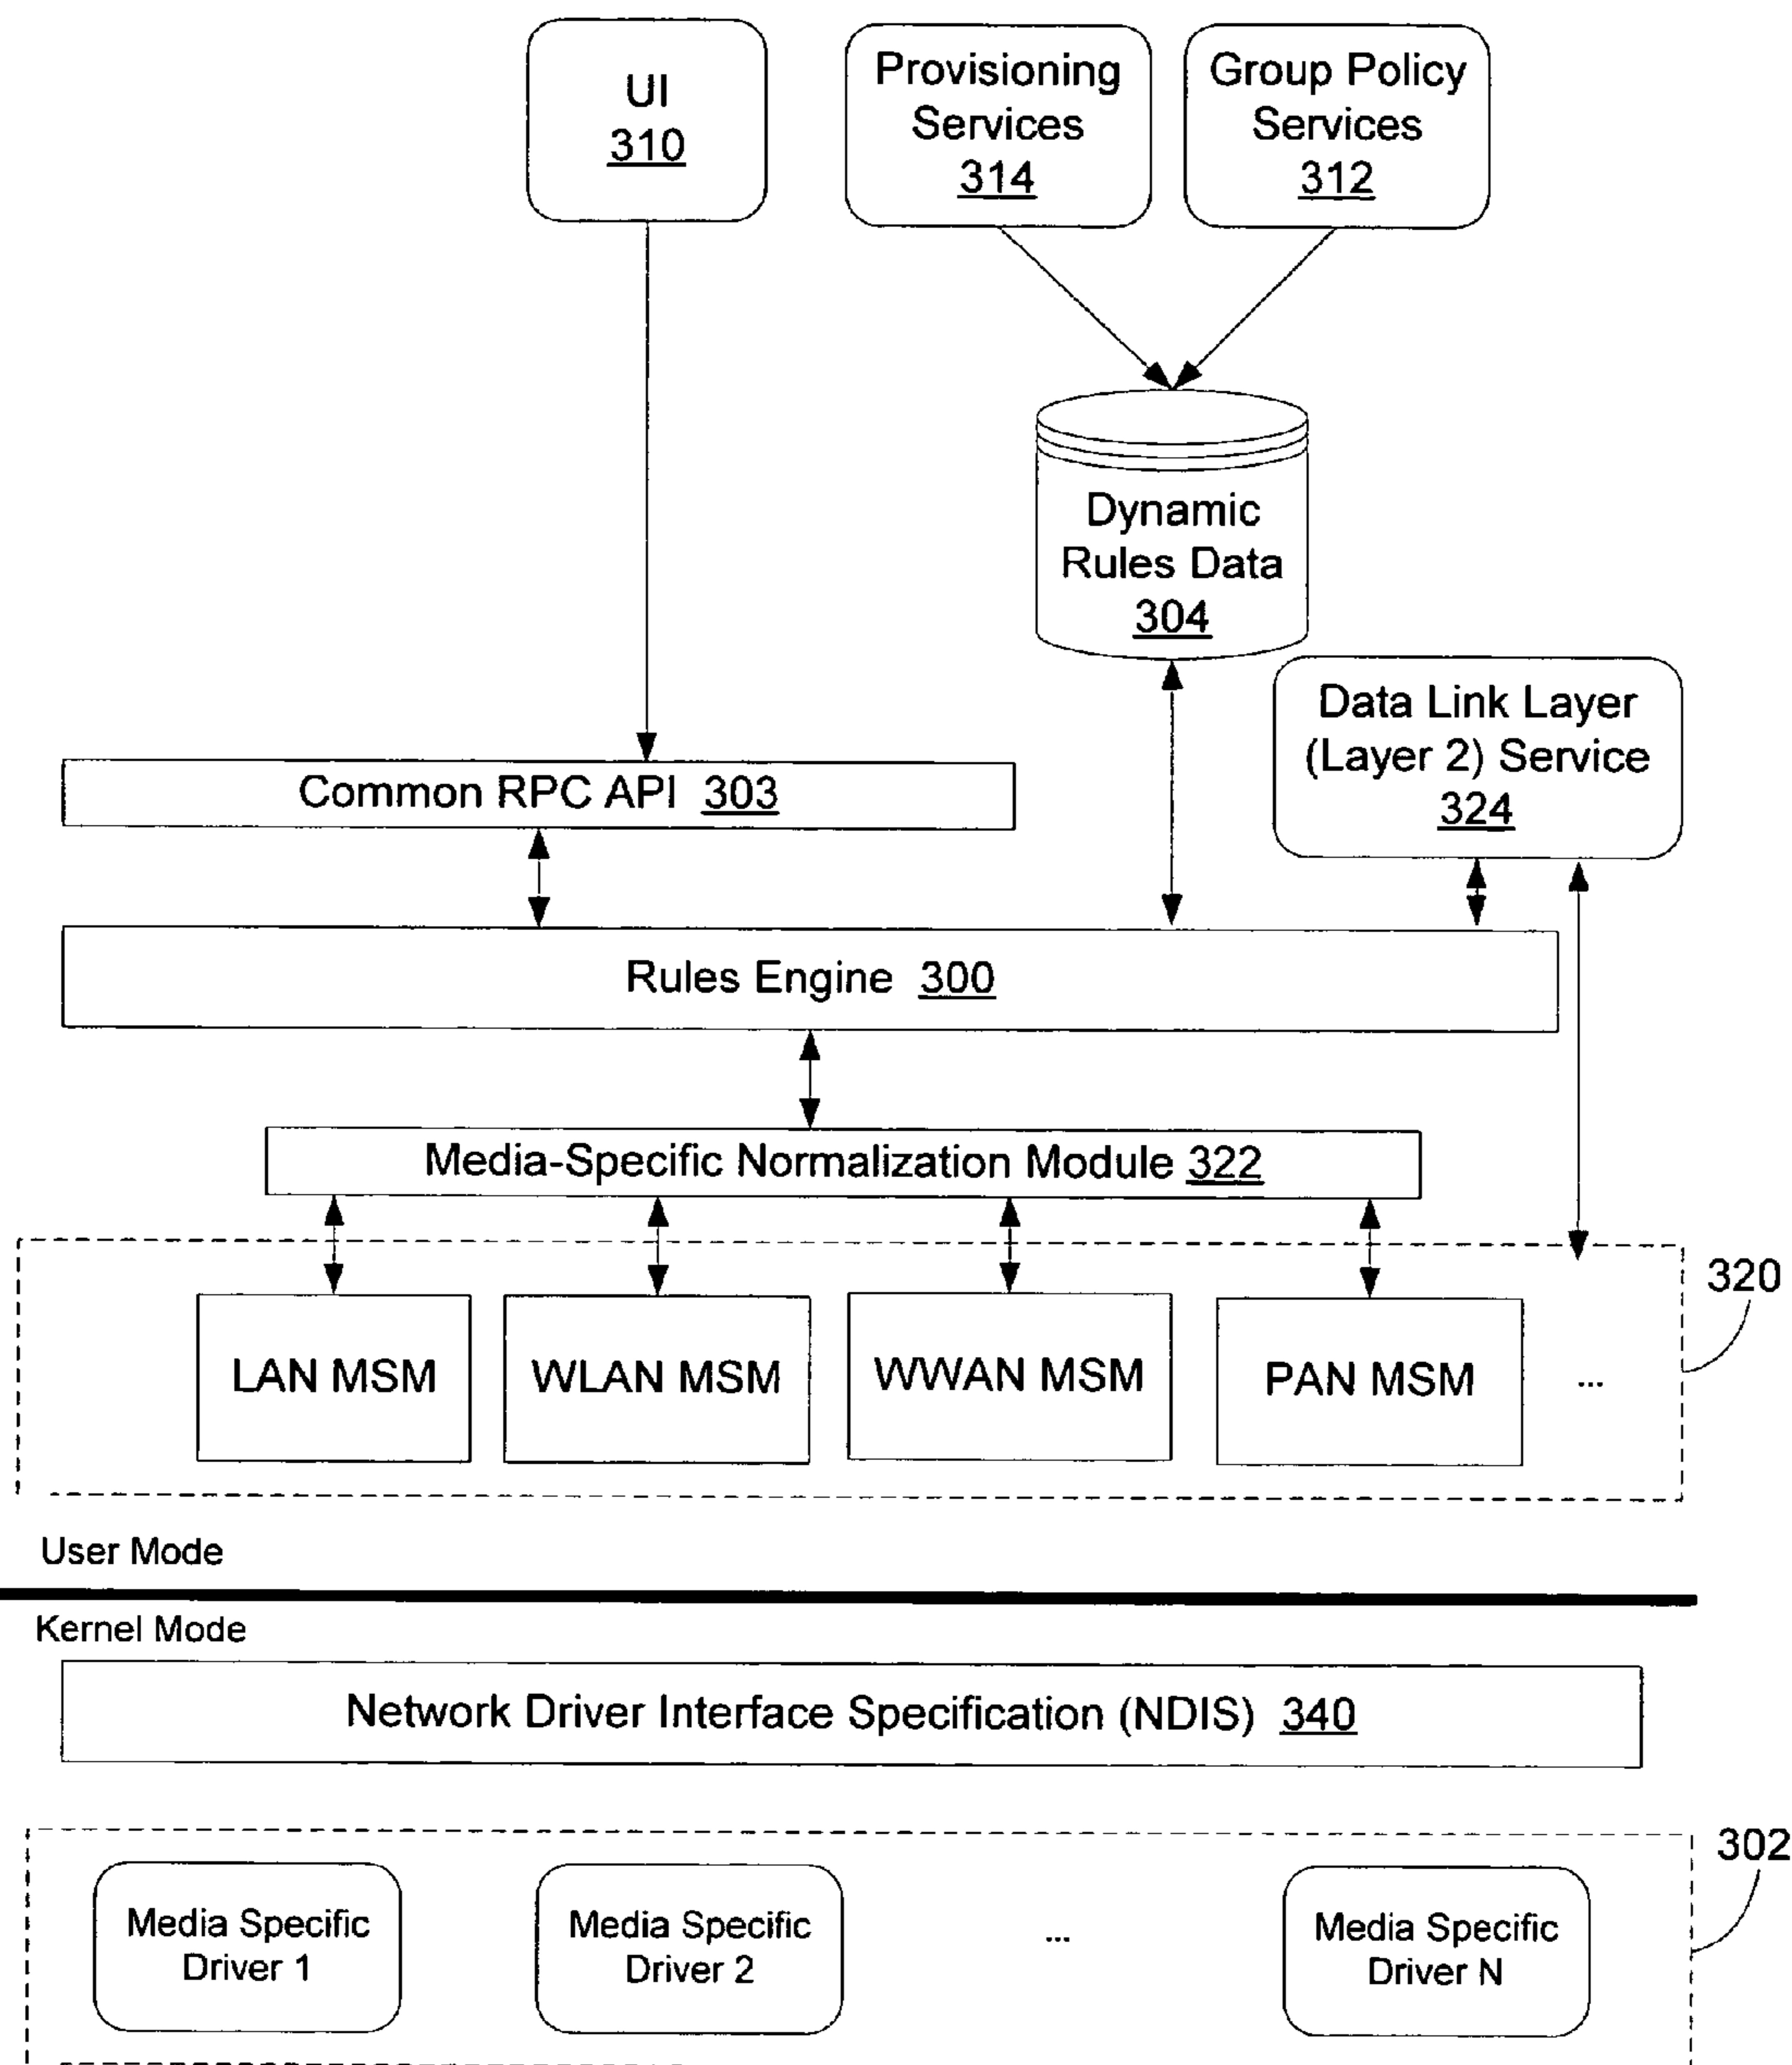 UI
310
Provisioning
Services
314
Group Policy
Services
312
Dynamic
Rules Data
304
Data Link Layer
(Layer 2) Service
324
Common RPC API 303
Rules Engine 300
Media-Specific Normalization Module 322
320
LAN MSM
WLAN MSM
WWAN MSM
PAN MSM
...
User Mode
Kernel Mode
Network Driver Interface Specification (NDIS) 340
302
Media Specific
Driver 1
Media Specific
Driver 2
...
Media Specific
Driver N